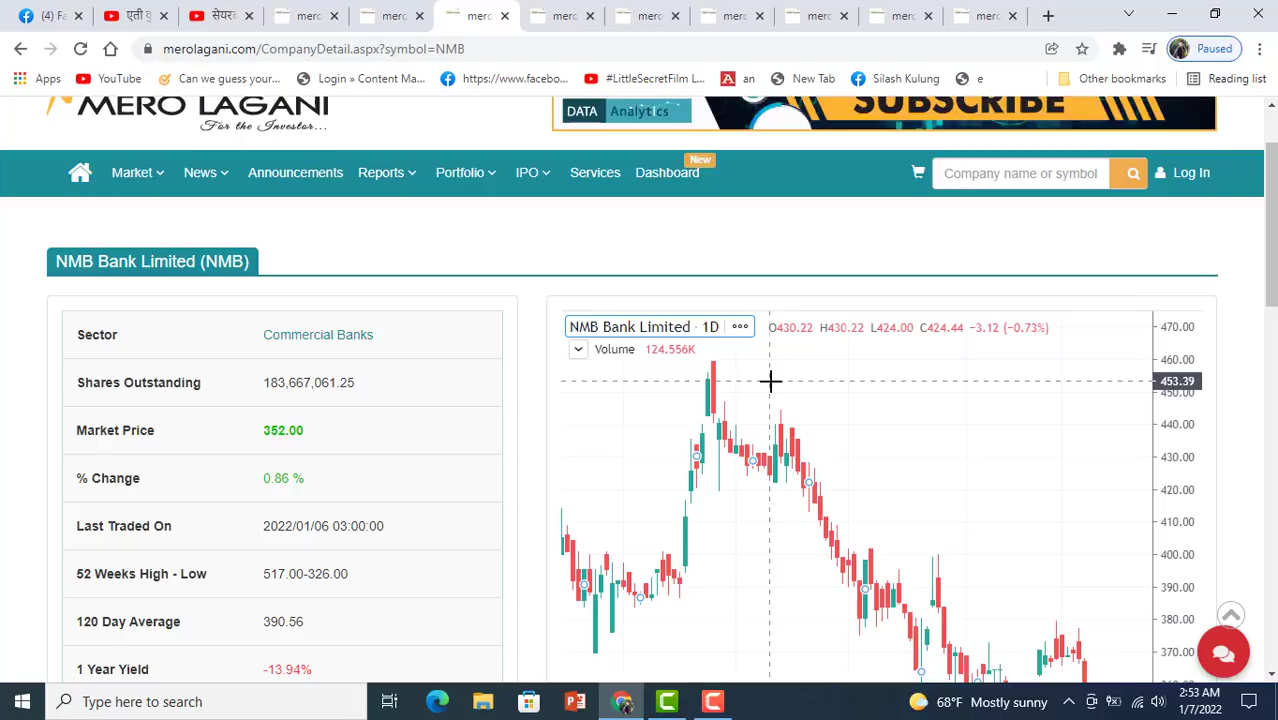 (4) Fa
एती वु
सेयर
merc
merc
merc
merc
merc
merc
merc
merc
merolagani.com/CompanyDetail.aspx?symbol=NMB
Paused
Apps
YouTube
Can we guess your...
Login » Content Ma...
https://www.facebo...
#LittleSecretFilm L...
an
New Tab
Silash Kulung
e
Other bookmarks
Reading list
MERO LAGANI
For the Investor...
DATA Analytics
SUBSCRIBE
Market
News
Announcements
Reports
Portfolio
IPO
Services
Dashboard
New
Company name or symbol
Log In
NMB Bank Limited (NMB)
Sector Commercial Banks
Shares Outstanding 183,667,061.25
Market Price 352.00
% Change 0.86 %
Last Traded On 2022/01/06 03:00:00
52 Weeks High - Low 517.00-326.00
120 Day Average 390.56
1 Year Yield -13.94%
NMB Bank Limited · 1D ••• O430.22 H430.22 L424.00 C424.44 −3.12 (−0.73%)
Volume 124.556K
470.00
460.00
453.39
450.00
440.00
430.00
420.00
410.00
400.00
390.00
380.00
370.00
Type here to search
68°F Mostly sunny
2:53 AM
1/7/2022